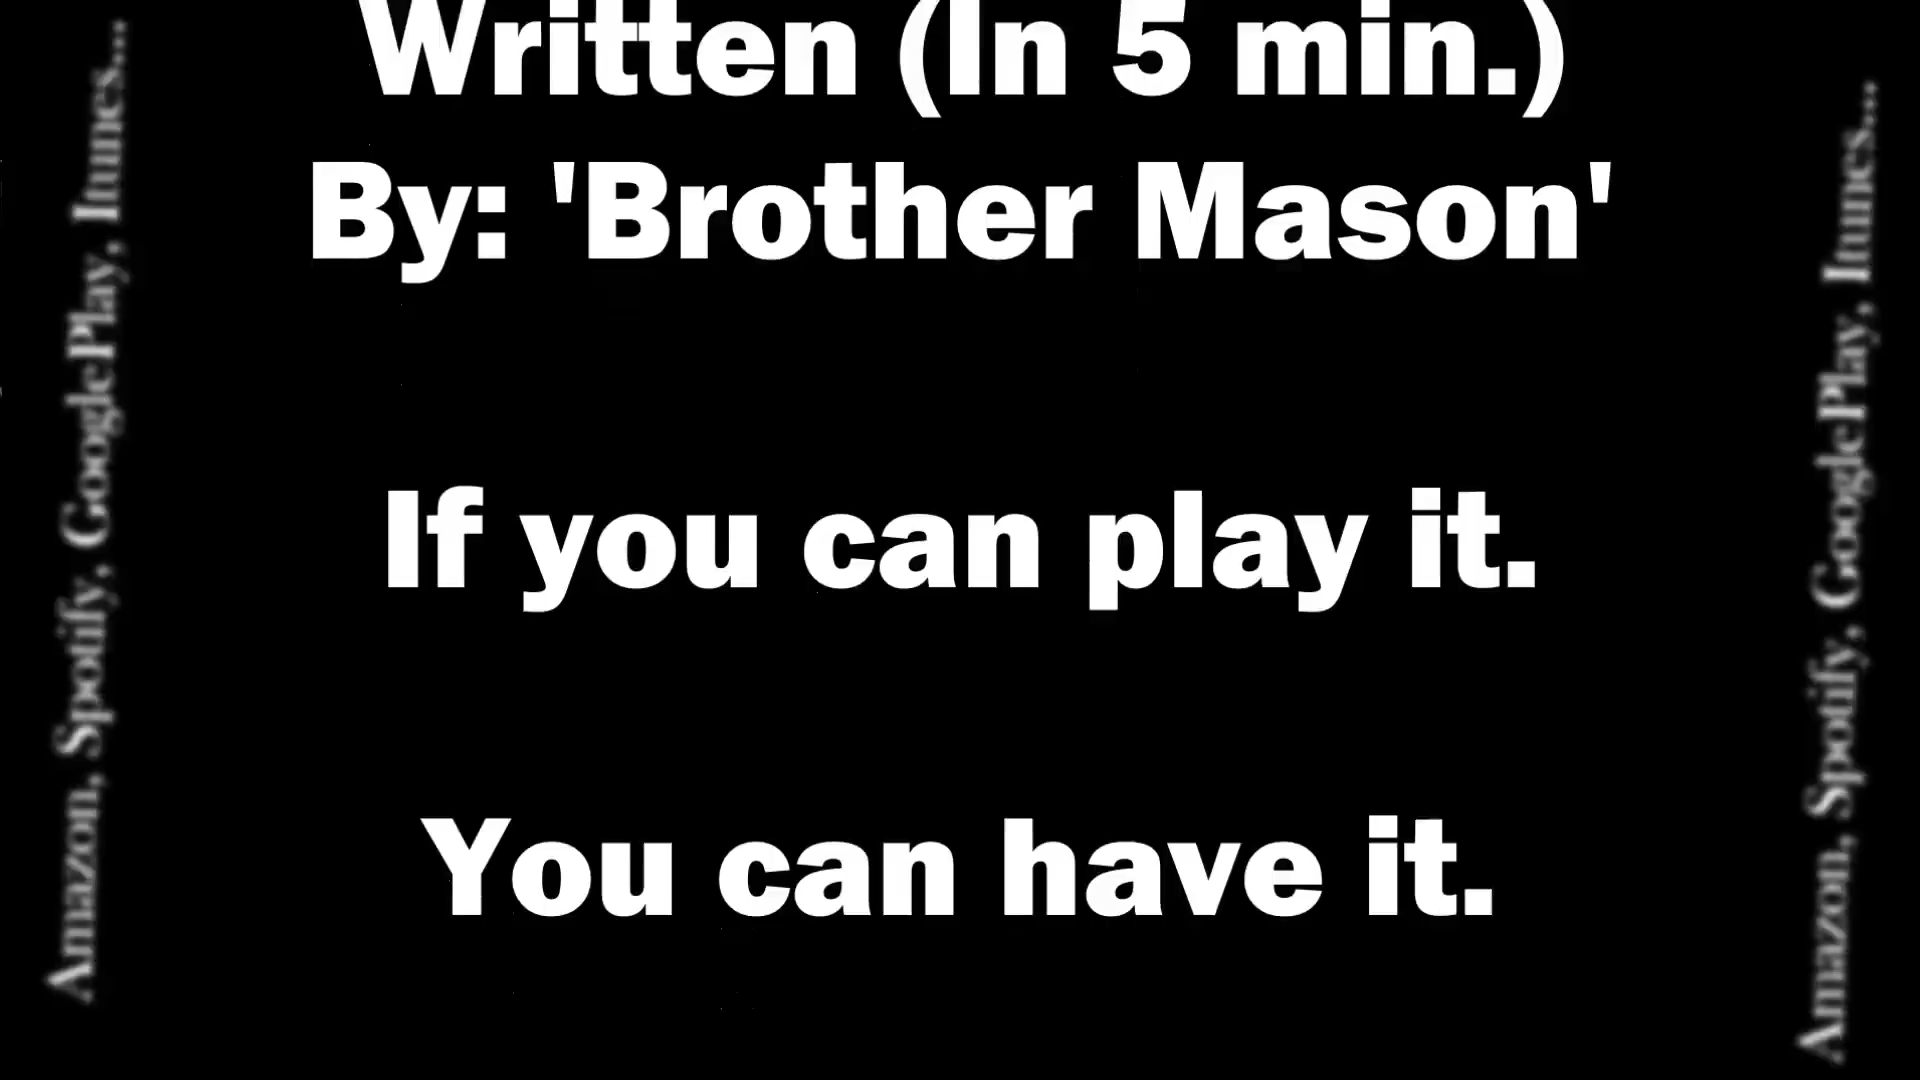 Written (In 5 min.)
By: 'Brother Mason'
If you can play it.
You can have it.
Amazon, Spotify, GooglePlay, Itunes...
Amazon, Spotify, GooglePlay, Itunes...